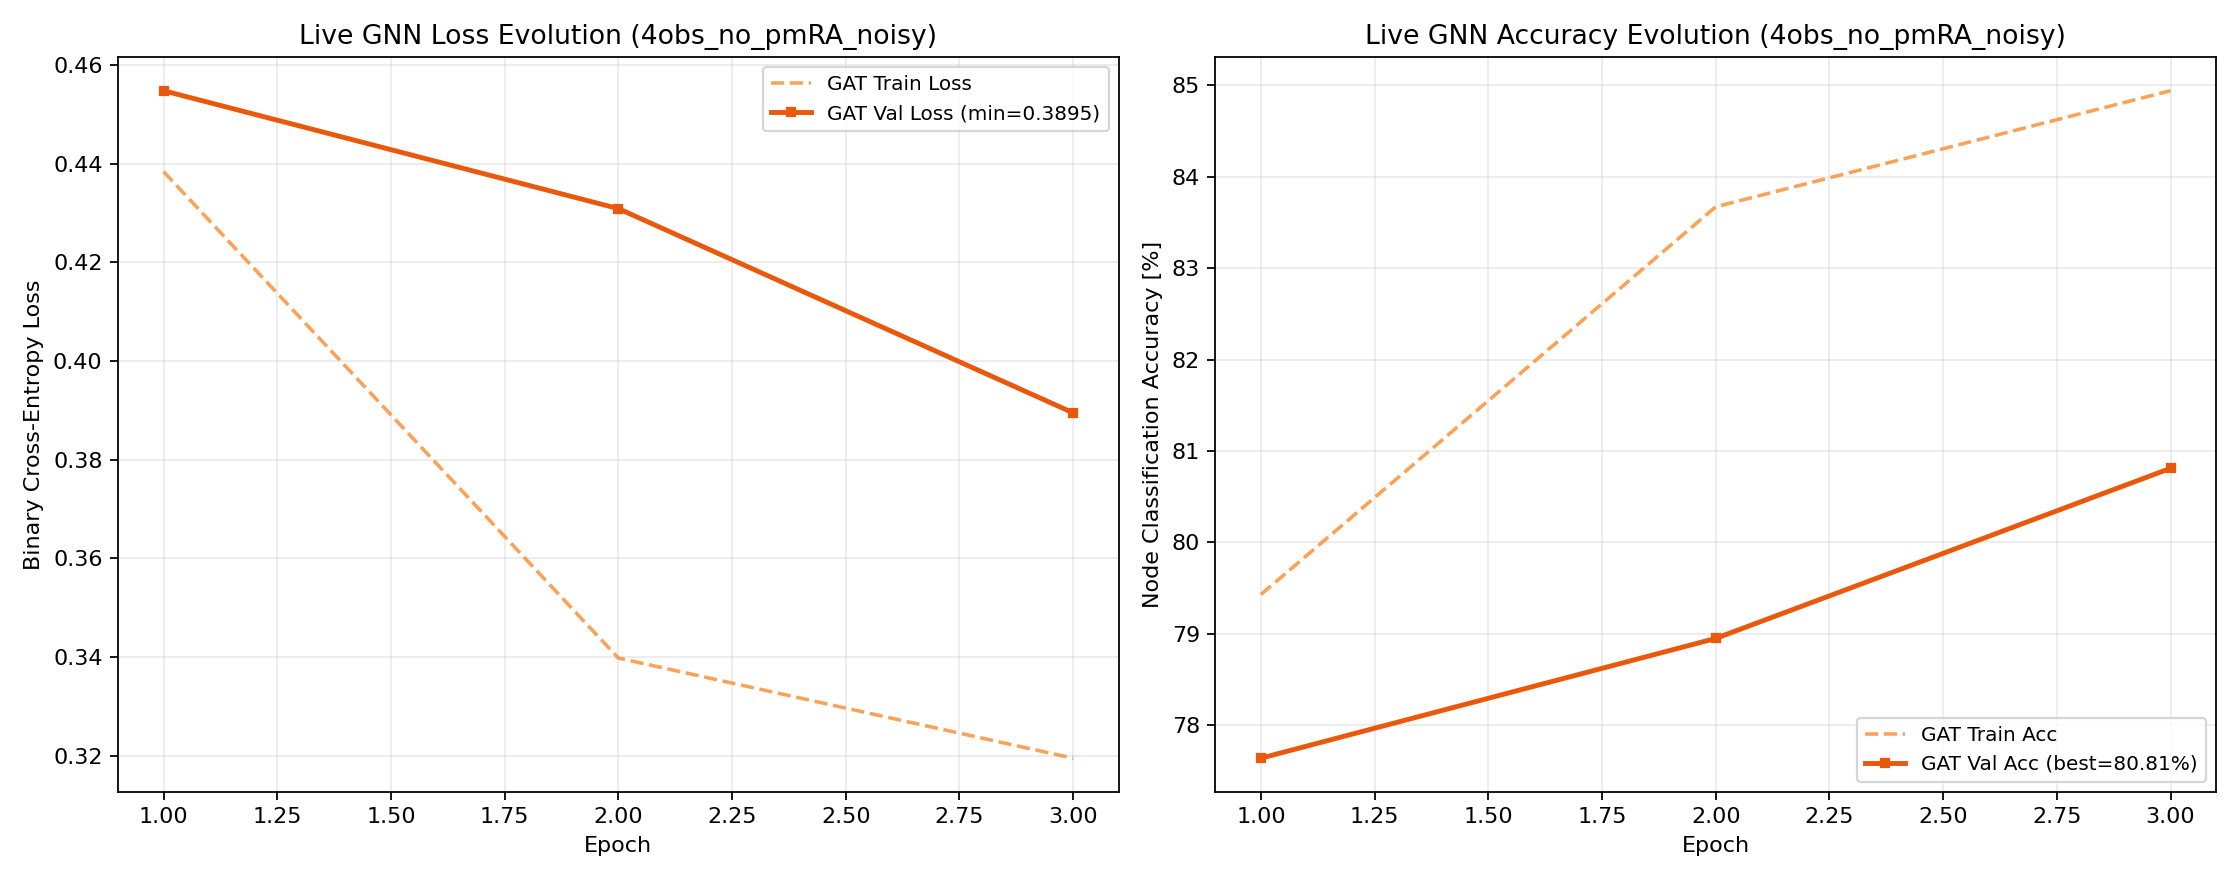 Live GNN Loss Evolution (4obs_no_pmRA_noisy)
Binary Cross-Entropy Loss
0.46
0.44
0.42
0.40
0.38
0.36
0.34
0.32
GAT Train Loss
GAT Val Loss (min=0.3895)
1.00 1.25 1.50 1.75 2.00 2.25 2.50 2.75 3.00
Epoch
Live GNN Accuracy Evolution (4obs_no_pmRA_noisy)
Node Classification Accuracy [%]
85
84
83
82
81
80
79
78
GAT Train Acc
GAT Val Acc (best=80.81%)
1.00 1.25 1.50 1.75 2.00 2.25 2.50 2.75 3.00
Epoch